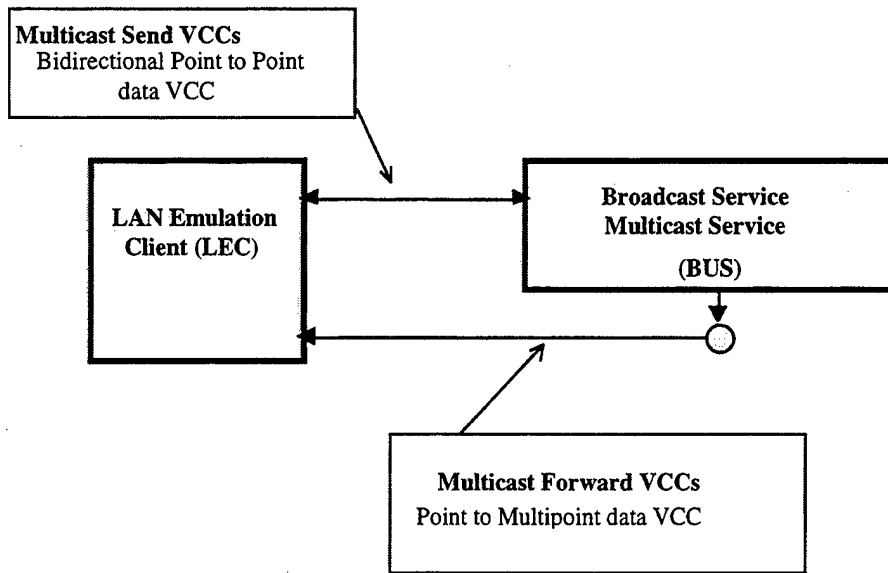 Multicast Send VCCs
Bidirectional Point to Point
data VCC
LAN Emulation
Client (LEC)
Broadcast Service
Multicast Service
(BUS)
Multicast Forward VCCs
Point to Multipoint data VCC